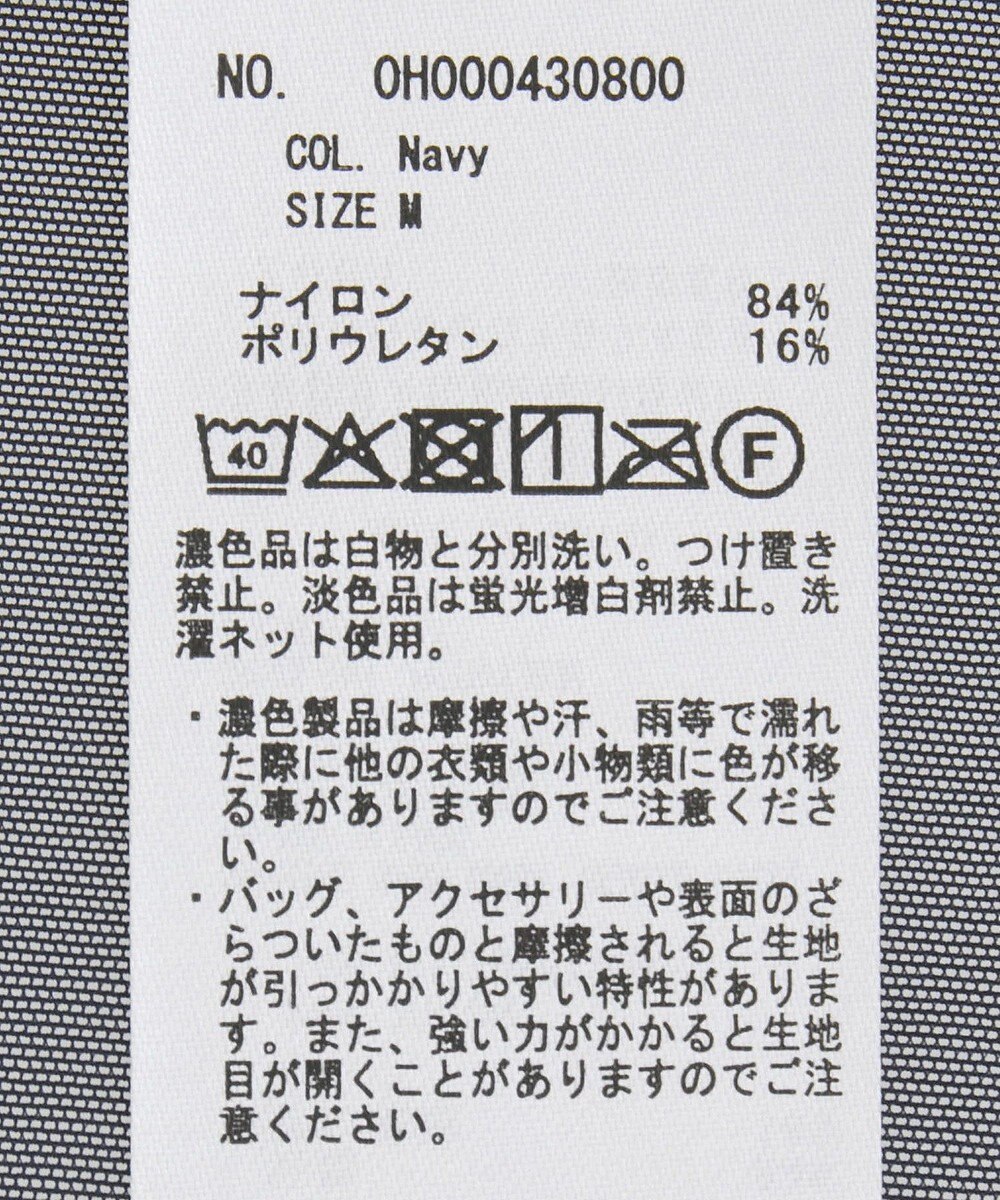 NO. 0H000430800
COL. Navy
SIZE M
ナイロン 84%
ポリウレタン 16%
40 F
濃色品は白物と分別洗い。つけ置き
禁止。淡色品は蛍光増白剤禁止。洗
濯ネット使用。
・濃色製品は摩擦や汗、雨等で濡れ
た際に他の衣類や小物類に色が移
る事がありますのでご注意くださ
い。
・バッグ、アクセサリーや表面のざ
らついたものと摩擦されると生地
が引っかかりやすい特性がありま
す。また、強い力がかかると生地
目が開くことがありますのでご注
意ください。